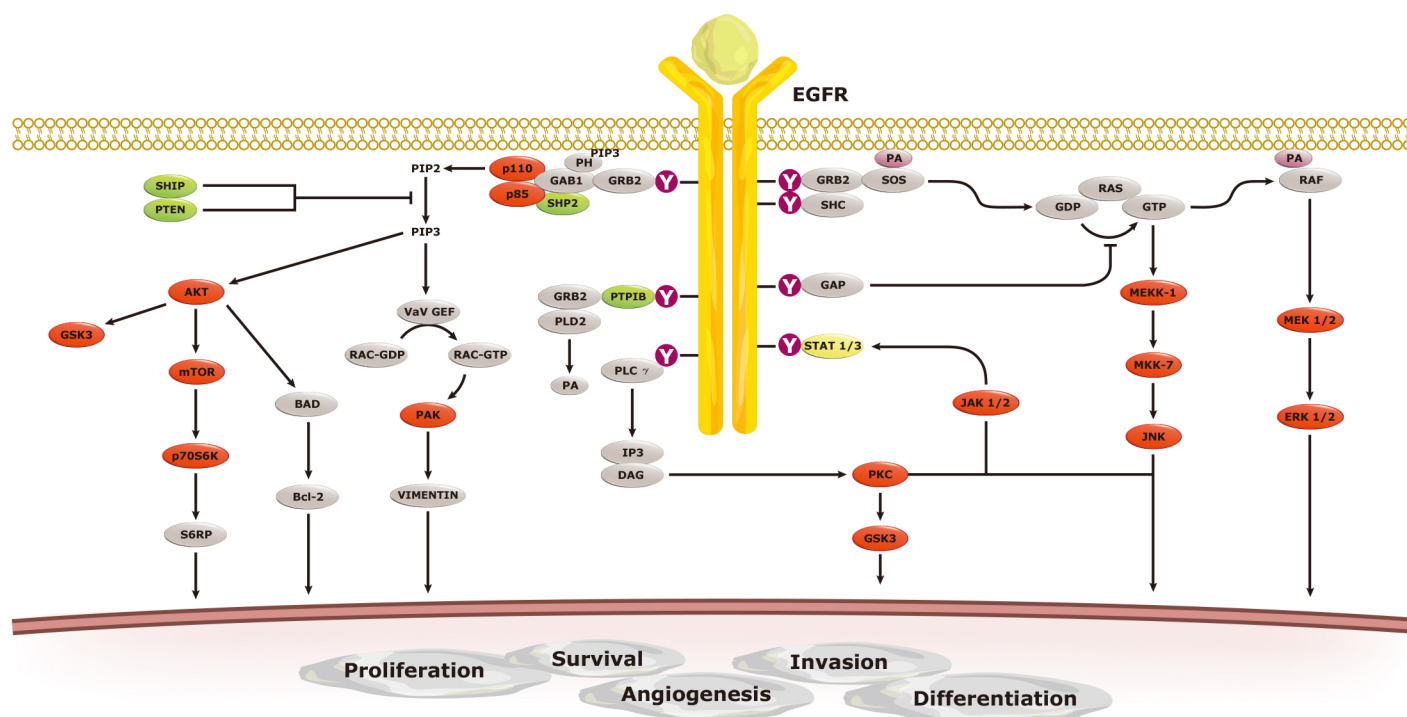 EGFR
PIP3
PA
PA
PIP2
p110
PH
GAB1
GRB2
Y
Y
GRB2
SOS
RAF
SHIP
PTEN
p85
SHP2
Y
SHC
RAS
GDP
GTP
PIP3
AKT
GRB2
PTPIB
Y
Y
GAP
MEKK-1
PLD2
VaV GEF
MEK 1/2
GSK3
RAC-GDP
RAC-GTP
Y
Y
STAT 1/3
mTOR
PLC γ
MKK-7
PA
BAD
PAK
JAK 1/2
ERK 1/2
JNK
p70S6K
IP3
DAG
PKC
Bcl-2
VIMENTIN
S6RP
GSK3
Proliferation
Survival
Invasion
Angiogenesis
Differentiation